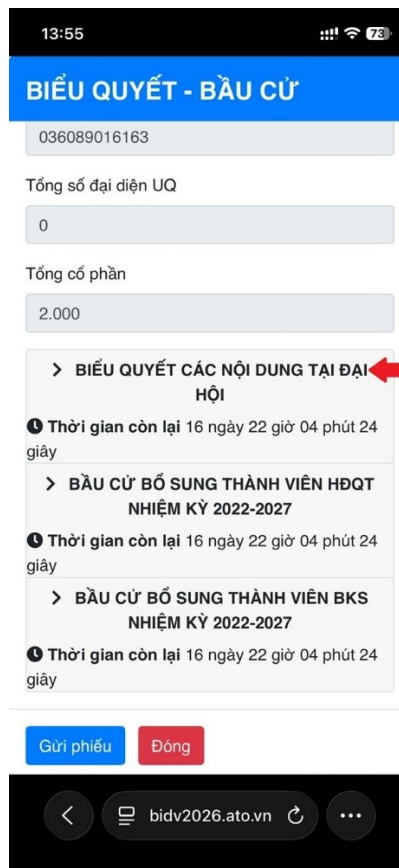 13:55
73
BIỂU QUYẾT - BẦU CỬ
036089016163
Tổng số đại diện UQ
0
Tổng cổ phần
2.000
BIỂU QUYẾT CÁC NỘI DUNG TẠI ĐẠI
HỘI
Thời gian còn lại 16 ngày 22 giờ 04 phút 24
giây
BẦU CỬ BỔ SUNG THÀNH VIÊN HĐQT
NHIỆM KỲ 2022-2027
Thời gian còn lại 16 ngày 22 giờ 04 phút 24
giây
BẦU CỬ BỔ SUNG THÀNH VIÊN BKS
NHIỆM KỲ 2022-2027
Thời gian còn lại 16 ngày 22 giờ 04 phút 24
giây
Gửi phiếu Đóng
bidv2026.ato.vn